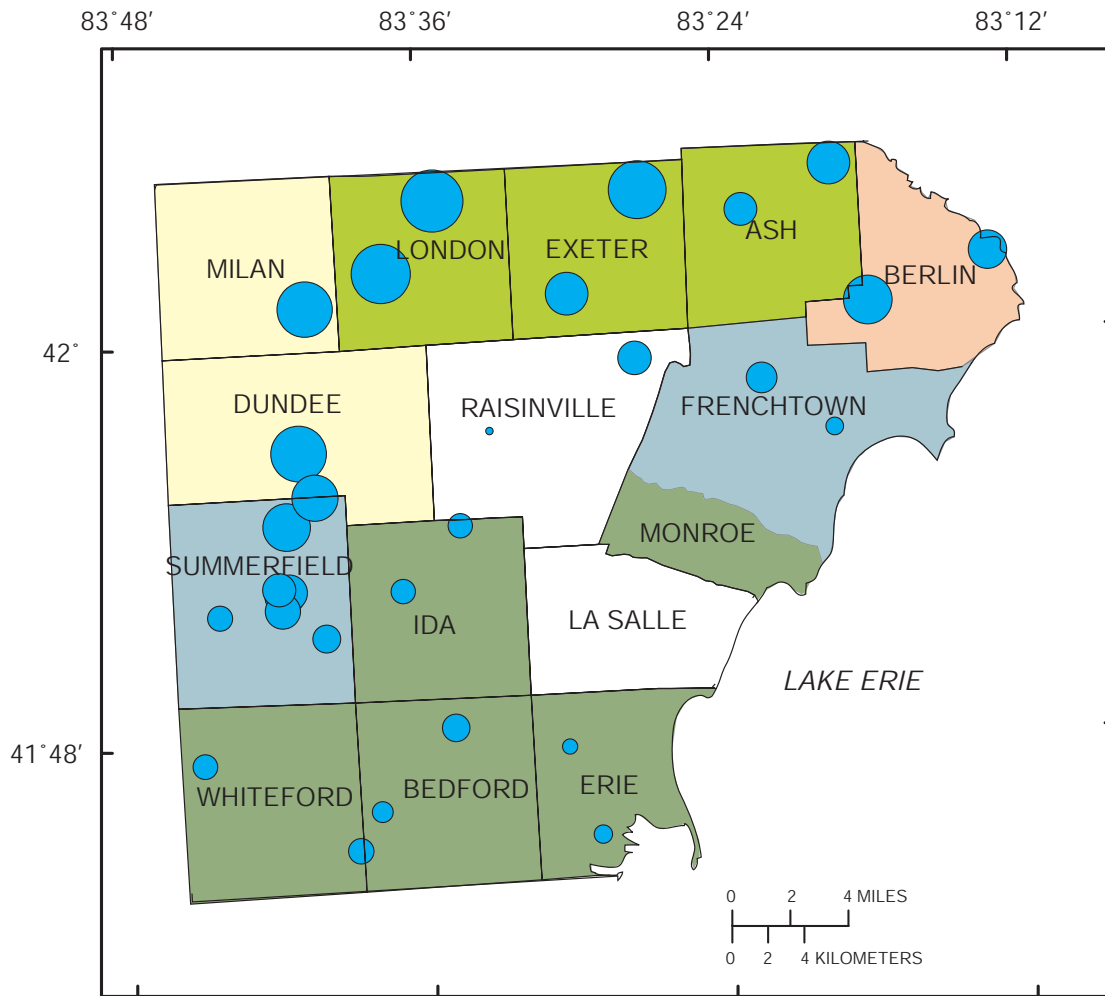 83°48′ 83°36′ 83°24′ 83°12′
ASH
LONDON
EXETER
MILAN
BERLIN
42°
DUNDEE
RAISINVILLE
FRENCHTOWN
MONROE
SUMMERFIELD
IDA
LA SALLE
LAKE ERIE
41°48′
WHITEFORD
BEDFORD
ERIE
0 2 4 MILES
0 2 4 KILOMETERS